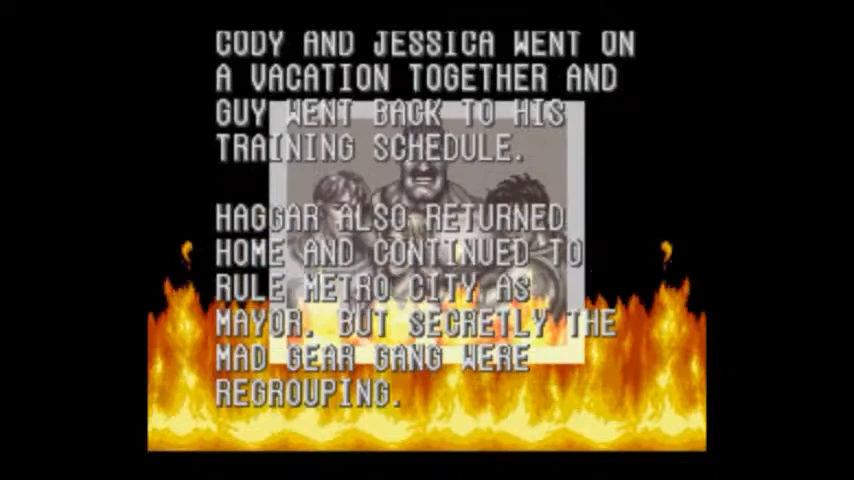 CODY AND JESSICA WENT ON
A VACATION TOGETHER AND
GUY WENT BACK TO HIS
TRAINING SCHEDULE.
HAGGAR ALSO RETURNED
HOME AND CONTINUED TO
RULE METRO CITY AS
MAYOR. BUT SECRETLY THE
MAD GEAR GANG WERE
REGROUPING.